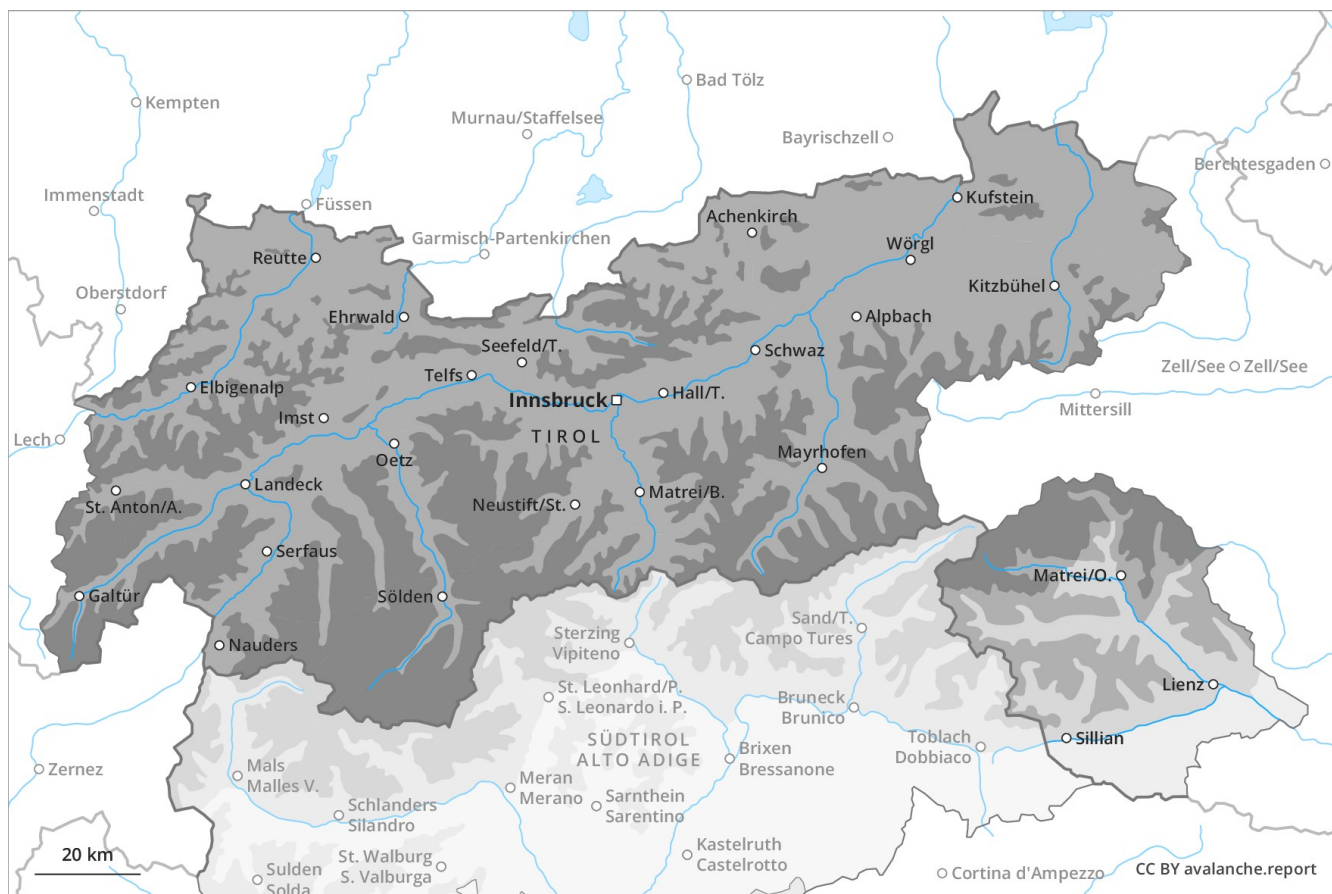 Kempten
Bad Tölz
Murnau/Staffelsee
Bayrischzell
Berchtesgaden
Immenstadt
Füssen
Kufstein
Achenkirch
Garmisch-Partenkirchen
Wörgl
Reutte
Oberstdorf
Kitzbühel
Ehrwald
Alpbach
Seefeld/T.
Schwaz
Telfs
Zell/See
Zell/See
Elbigenalp
Innsbruck
Hall/T.
Mittersill
Imst
TIROL
Lech
Oetz
Mayrhofen
Landeck
St. Anton/A.
Neustift/St.
Matrei/B.
Serfaus
Matrei/O.
Galtür
Sölden
Nauders
Sterzing
Vipiteno
Sand/T.
Campo Tures
Lienz
St. Leonhard/P.
S. Leonardo i. P.
Bruneck
Brunico
SÜDTIROL
ALTO ADIGE
Sillian
Toblach
Dobbiaco
Brixen
Bressanone
Zernez
Mals
Malles V.
Meran
Merano
Sarnthein
Sarentino
Schlanders
Silandro
Kastelruth
Castelrotto
20 km
St. Walburg
S. Valburga
Sulden
Solda
Cortina d'Ampezzo
CC BY avalanche.report